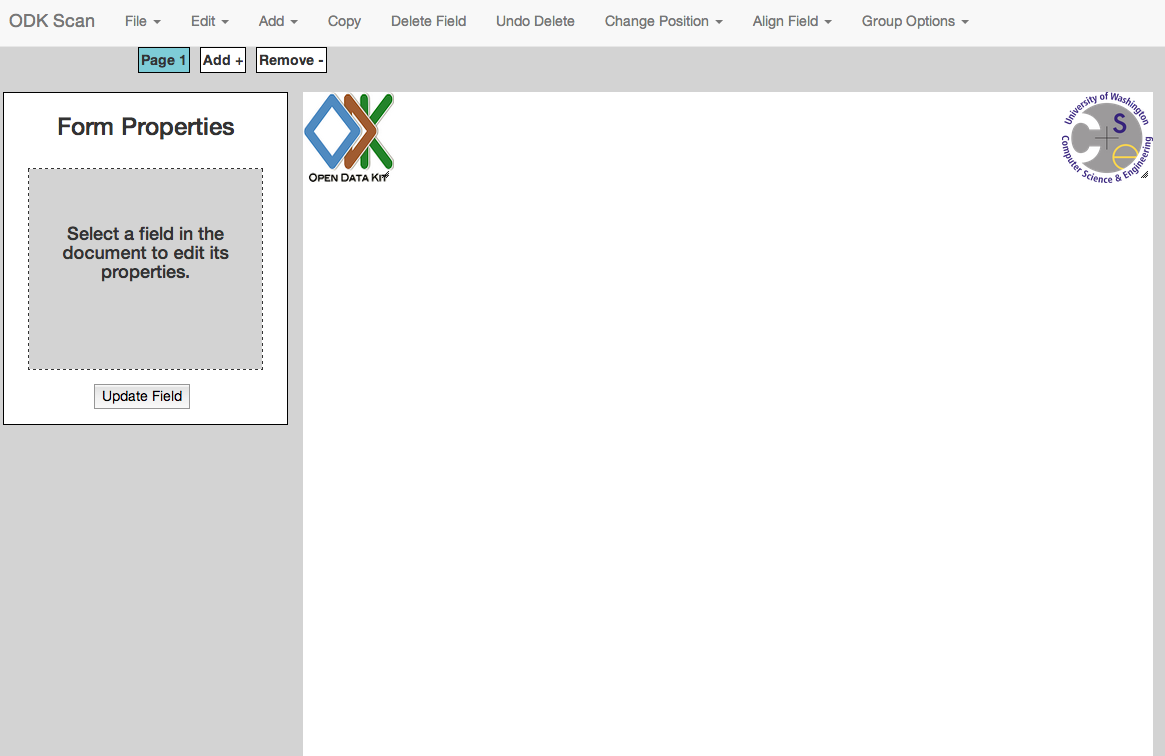 ODK Scan File Edit Add Copy Delete Field Undo Delete Change Position Align Field Group Options
Page 1 Add + Remove -
Form Properties
Select a field in the
document to edit its
properties.
Update Field
OPEN DATA KIT
University of Washington
C S e
Computer Science & Engineering